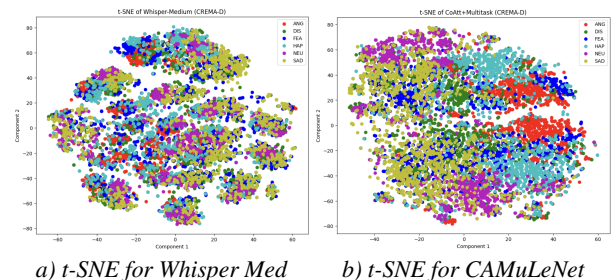 t-SNE of Whisper-Medium (CREMA-D)
ANG
DIS
FEA
HAP
NEU
SAD
80
60
40
20
0
-20
-40
-60
-80
Component 2
-60
-40
-20
0
20
40
60
Component 1
a) t-SNE for Whisper Med
t-SNE of CoAtt+Multitask (CREMA-D)
ANG
DIS
FEA
HAP
NEU
SAD
80
60
40
20
0
-20
-40
-60
-80
Component 2
-40
-20
0
20
40
60
Component 1
b) t-SNE for CAMuLeNet